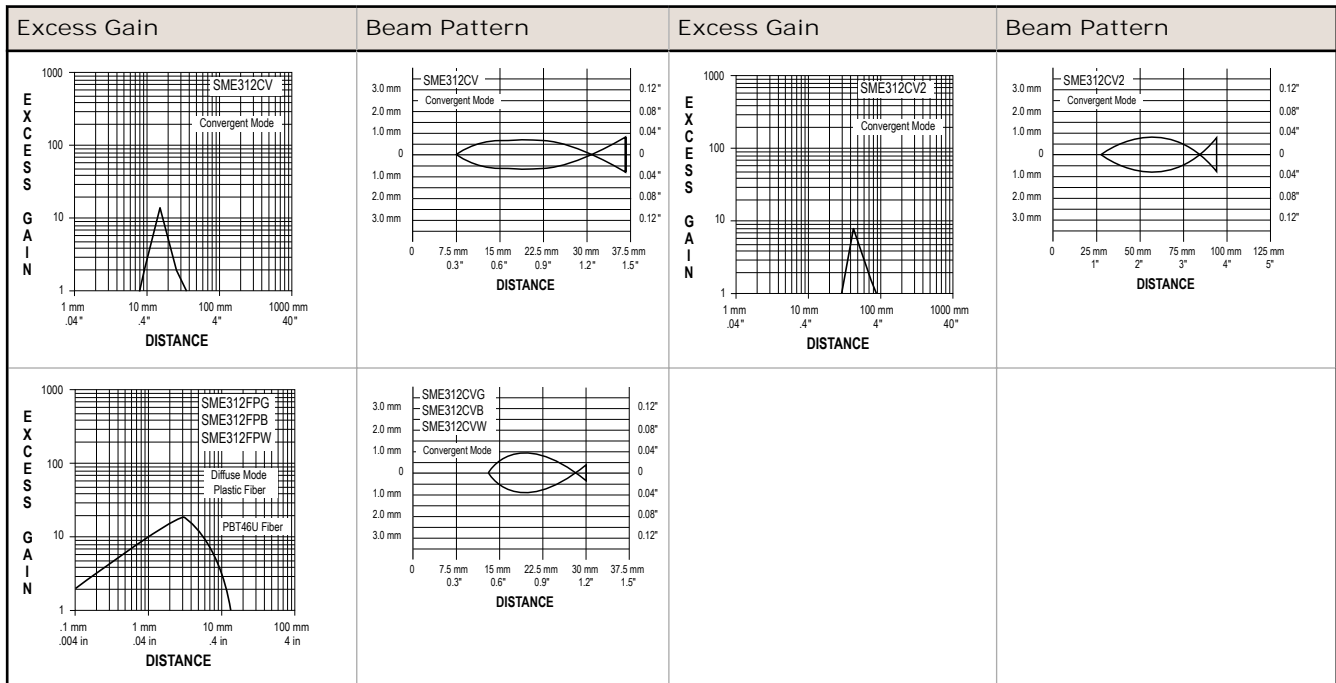 Excess Gain
Beam Pattern
Excess Gain
Beam Pattern
EXCESS GAIN
1000
100
10
1
SME312CV
Convergent Mode
1 mm 10 mm 100 mm 1000 mm
.04" .4" 4" 40"
DISTANCE
SME312CV
Convergent Mode
3.0 mm 0.12"
2.0 mm 0.08"
1.0 mm 0.04"
0 0
1.0 mm 0.04"
2.0 mm 0.08"
3.0 mm 0.12"
0 7.5 mm 15 mm 22.5 mm 30 mm 37.5 mm
0.3" 0.6" 0.9" 1.2" 1.5"
DISTANCE
EXCESS GAIN
1000
100
10
1
SME312CV2
Convergent Mode
1 mm 10 mm 100 mm 1000 mm
.04" .4" 4" 40"
DISTANCE
SME312CV2
Convergent Mode
3.0 mm 0.12"
2.0 mm 0.08"
1.0 mm 0.04"
0 0
1.0 mm 0.04"
2.0 mm 0.08"
3.0 mm 0.12"
0 25 mm 50 mm 75 mm 100 mm 125 mm
1" 2" 3" 4" 5"
DISTANCE
EXCESS GAIN
1000
100
10
1
SME312FPG
SME312FPB
SME312FPW
Diffuse Mode
Plastic Fiber
PBT46U Fiber
.1 mm 1 mm 10 mm 100 mm
.004 in .04 in .4 in 4 in
DISTANCE
SME312CVG
SME312CVB
SME312CVW
Convergent Mode
3.0 mm 0.12"
2.0 mm 0.08"
1.0 mm 0.04"
0 0
1.0 mm 0.04"
2.0 mm 0.08"
3.0 mm 0.12"
0 7.5 mm 15 mm 22.5 mm 30 mm 37.5 mm
0.3" 0.6" 0.9" 1.2" 1.5"
DISTANCE